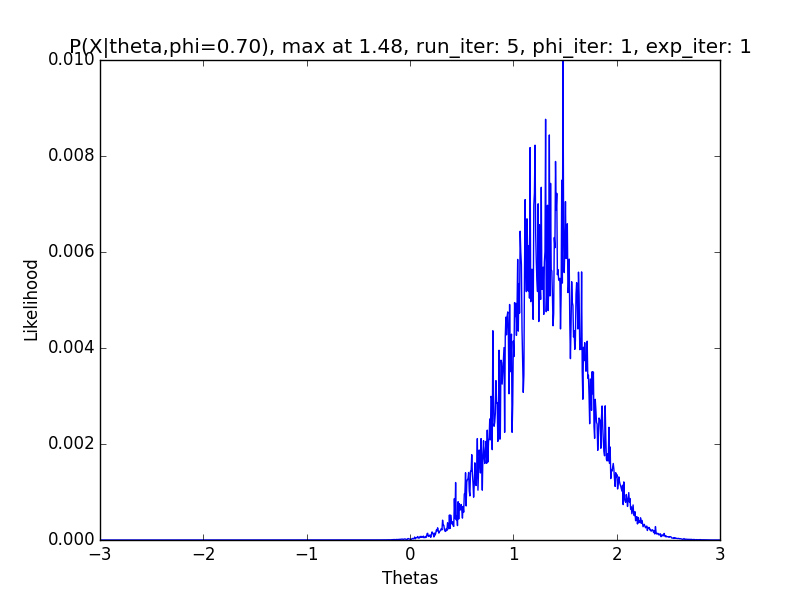 P(X|theta,phi=0.70), max at 1.48, run_iter: 5, phi_iter: 1, exp_iter: 1
0.010
0.008
0.006
0.004
0.002
0.000
Likelihood
−3 −2 −1 0 1 2 3
Thetas